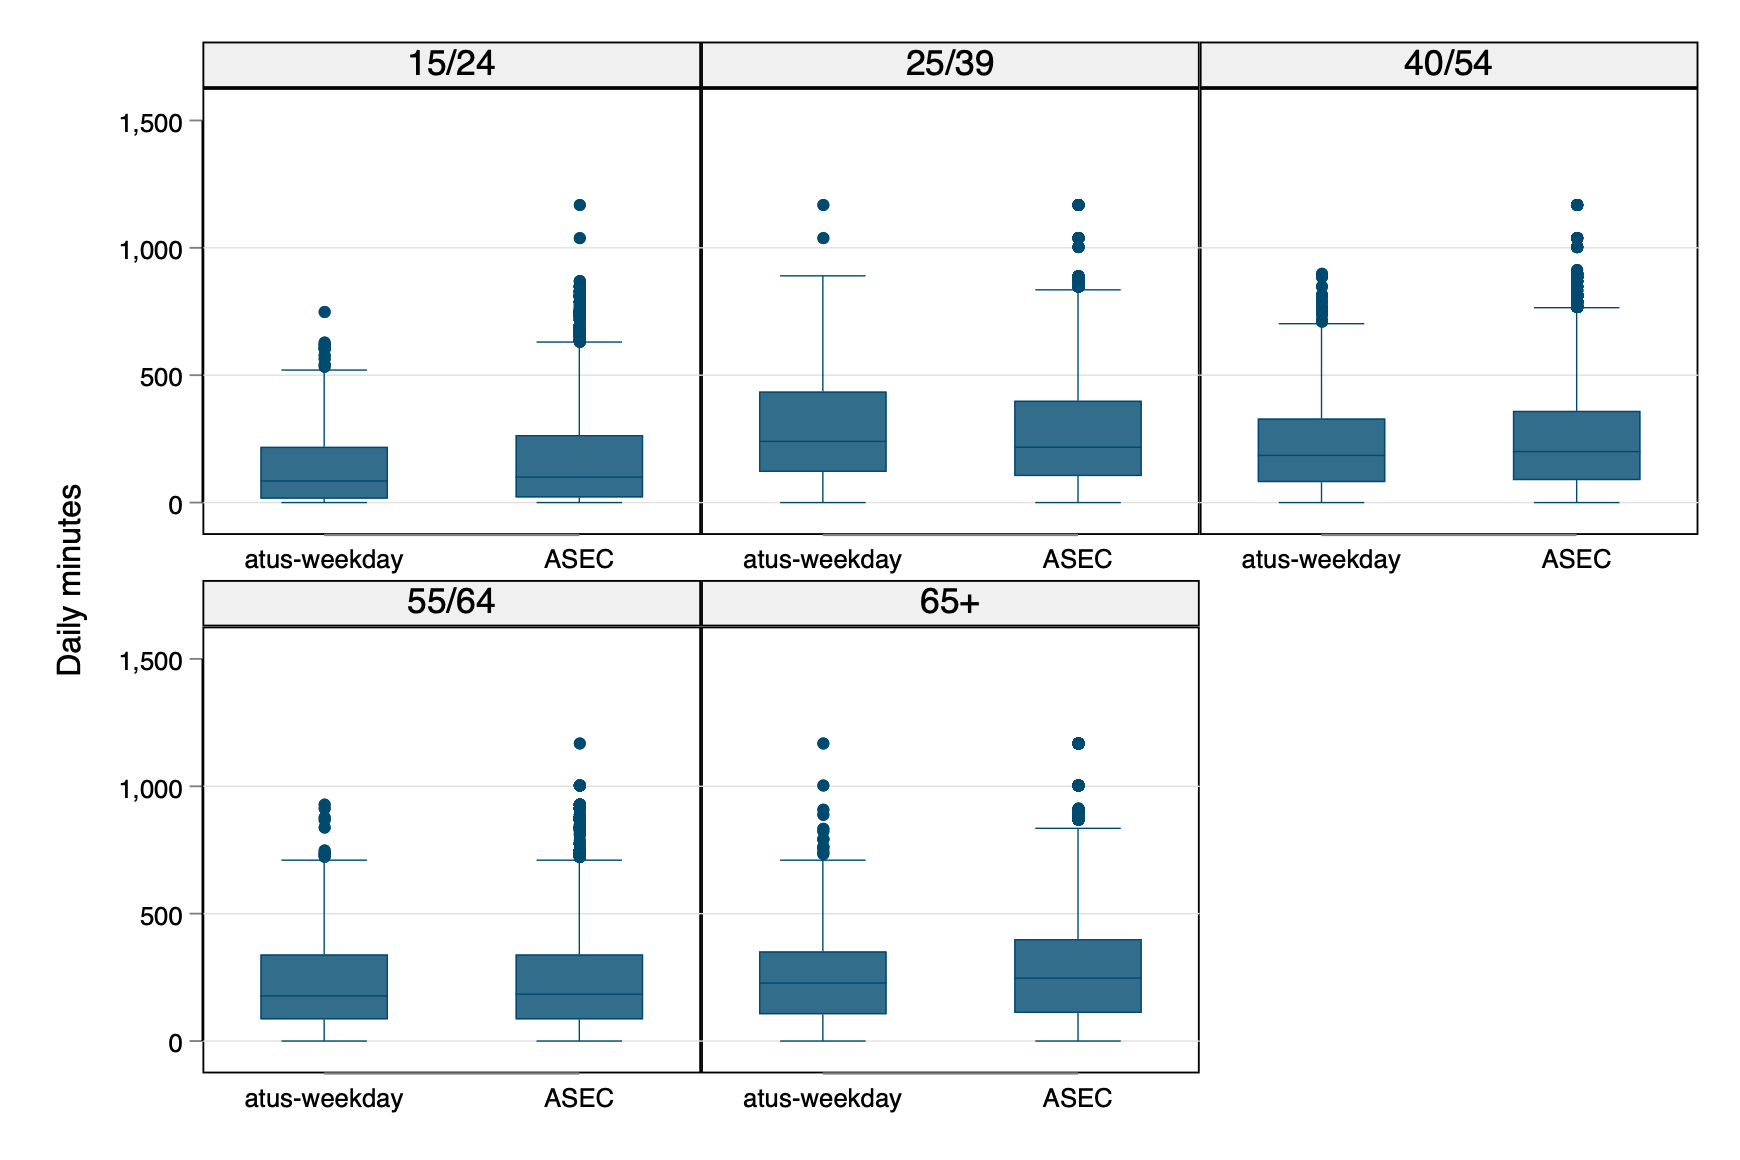 15/24 25/39 40/54
1,500
1,000
500
0
atus-weekday ASEC atus-weekday ASEC atus-weekday ASEC
Daily minutes
55/64 65+
1,500
1,000
500
0
atus-weekday ASEC atus-weekday ASEC